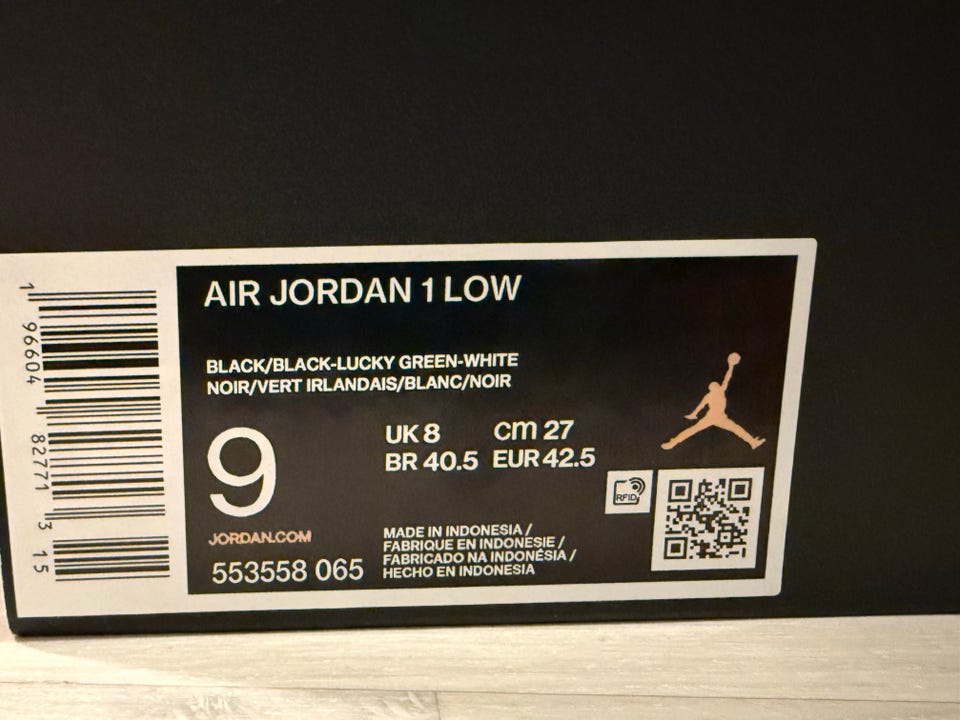 AIR JORDAN 1 LOW
BLACK/BLACK-LUCKY GREEN-WHITE
NOIR/VERT IRLANDAIS/BLANC/NOIR
9
UK 8 cm 27
BR 40.5 EUR 42.5
RFID
JORDAN.COM
553558 065
MADE IN INDONESIA /
FABRIQUE EN INDONESIE /
FABRICADO NA INDONÉSIA /
HECHO EN INDONESIA
1 96604 82771 3 15